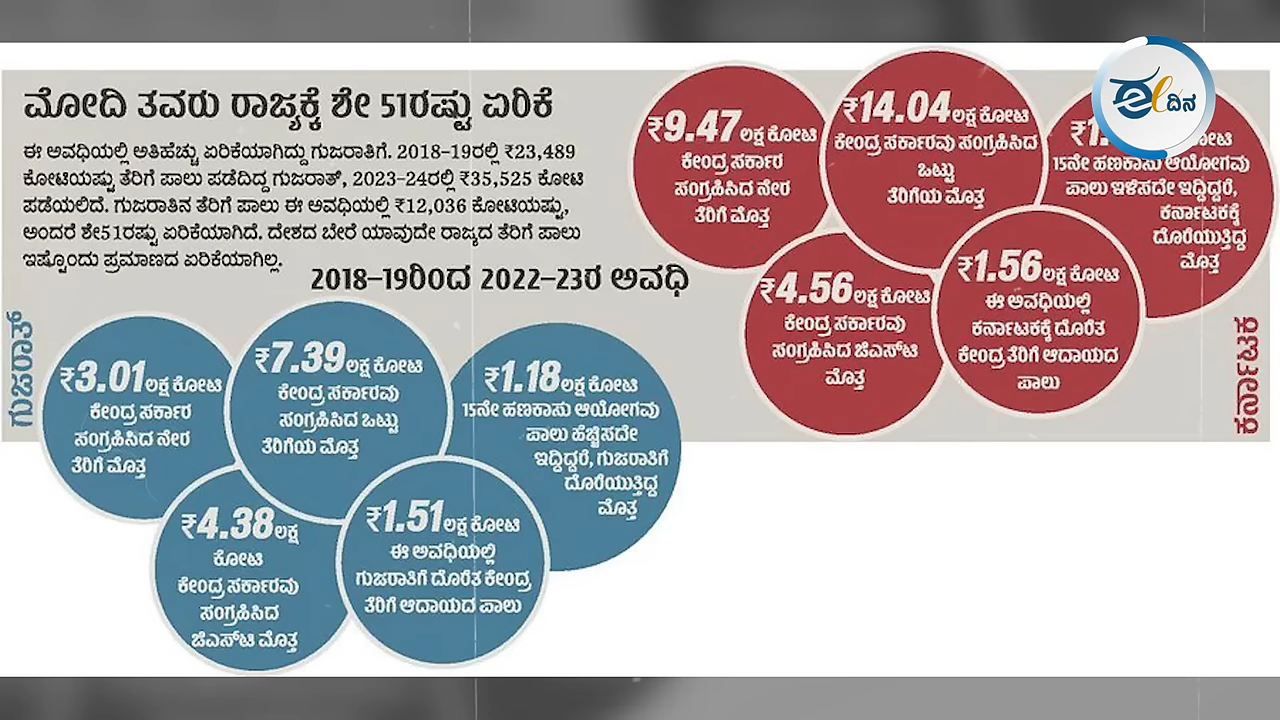 ಮೋದಿ ತವರು ರಾಜ್ಯಕ್ಕೆ ಶೇ 51ರಷ್ಟು ಏರಿಕೆ
ಈ ಅವಧಿಯಲ್ಲಿ ಅತಿಹೆಚ್ಚು ಏರಿಕೆಯಾಗಿದ್ದು ಗುಜರಾತಿಗೆ. 2018–19ರಲ್ಲಿ ₹23,489
ಕೋಟಿಯಷ್ಟು ತೆರಿಗೆ ಪಾಲು ಪಡೆದಿದ್ದ ಗುಜರಾತ್, 2023–24ರಲ್ಲಿ ₹35,525 ಕೋಟಿ
ಪಡೆಯಲಿದೆ. ಗುಜರಾತಿನ ತೆರಿಗೆ ಪಾಲು ಈ ಅವಧಿಯಲ್ಲಿ ₹12,036 ಕೋಟಿಯಷ್ಟು,
ಅಂದರೆ ಶೇ51ರಷ್ಟು ಏರಿಕೆಯಾಗಿದೆ. ದೇಶದ ಬೇರೆ ಯಾವುದೇ ರಾಜ್ಯದ ತೆರಿಗೆ ಪಾಲು
ಇಷ್ಟೊಂದು ಪ್ರಮಾಣದ ಏರಿಕೆಯಾಗಿಲ್ಲ.
2018–19ರಿಂದ 2022–23ರ ಅವಧಿ
ಗುಜರಾತ್
₹3.01 ಲಕ್ಷ ಕೋಟಿ
ಕೇಂದ್ರ ಸರ್ಕಾರ
ಸಂಗ್ರಹಿಸಿದ ನೇರ
ತೆರಿಗೆ ಮೊತ್ತ
₹7.39 ಲಕ್ಷ ಕೋಟಿ
ಕೇಂದ್ರ ಸರ್ಕಾರವು
ಸಂಗ್ರಹಿಸಿದ ಒಟ್ಟು
ತೆರಿಗೆಯ ಮೊತ್ತ
₹1.18 ಲಕ್ಷ ಕೋಟಿ
15ನೇ ಹಣಕಾಸು ಆಯೋಗವು
ಪಾಲು ಹೆಚ್ಚಿಸದೇ
ಇದ್ದಿದ್ದರೆ, ಗುಜರಾತಿಗೆ
ದೊರೆಯುತ್ತಿದ್ದ
ಮೊತ್ತ
₹4.38 ಲಕ್ಷ
ಕೋಟಿ
ಕೇಂದ್ರ ಸರ್ಕಾರವು
ಸಂಗ್ರಹಿಸಿದ
ಜಿಎಸ್‌ಟಿ ಮೊತ್ತ
₹1.51 ಲಕ್ಷ ಕೋಟಿ
ಈ ಅವಧಿಯಲ್ಲಿ
ಗುಜರಾತಿಗೆ ದೊರೆತ ಕೇಂದ್ರ
ತೆರಿಗೆ ಆದಾಯದ ಪಾಲು
₹9.47 ಲಕ್ಷ ಕೋಟಿ
ಕೇಂದ್ರ ಸರ್ಕಾರ
ಸಂಗ್ರಹಿಸಿದ ನೇರ
ತೆರಿಗೆ ಮೊತ್ತ
₹14.04 ಲಕ್ಷ ಕೋಟಿ
ಕೇಂದ್ರ ಸರ್ಕಾರವು ಸಂಗ್ರಹಿಸಿದ
ಒಟ್ಟು
ತೆರಿಗೆಯ ಮೊತ್ತ
15ನೇ ಹಣಕಾಸು ಆಯೋಗವು
ಪಾಲು ಇಳಿಸದೇ ಇದ್ದಿದ್ದರೆ,
ಕರ್ನಾಟಕಕ್ಕೆ
ದೊರೆಯುತ್ತಿದ್ದ
ಮೊತ್ತ
₹4.56 ಲಕ್ಷ ಕೋಟಿ
ಕೇಂದ್ರ ಸರ್ಕಾರವು
ಸಂಗ್ರಹಿಸಿದ ಜಿಎಸ್‌ಟಿ
ಮೊತ್ತ
₹1.56 ಲಕ್ಷ ಕೋಟಿ
ಈ ಅವಧಿಯಲ್ಲಿ
ಕರ್ನಾಟಕಕ್ಕೆ ದೊರೆತ
ಕೇಂದ್ರ ತೆರಿಗೆ ಆದಾಯದ
ಪಾಲು
ಕರ್ನಾಟಕ
ದಿನ